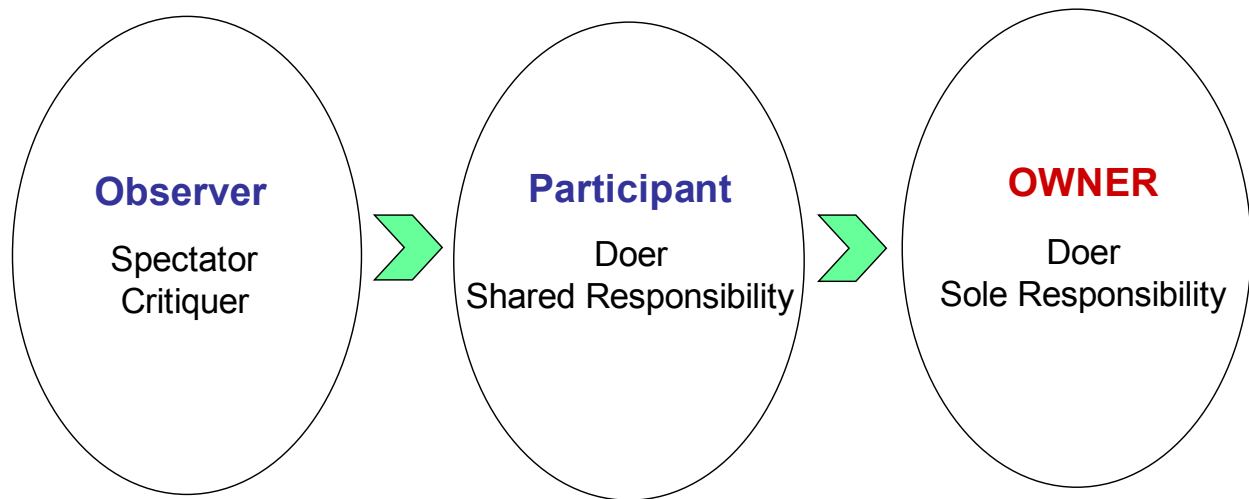 Observer
Spectator
Critiquer
Participant
Doer
Shared Responsibility
OWNER
Doer
Sole Responsibility